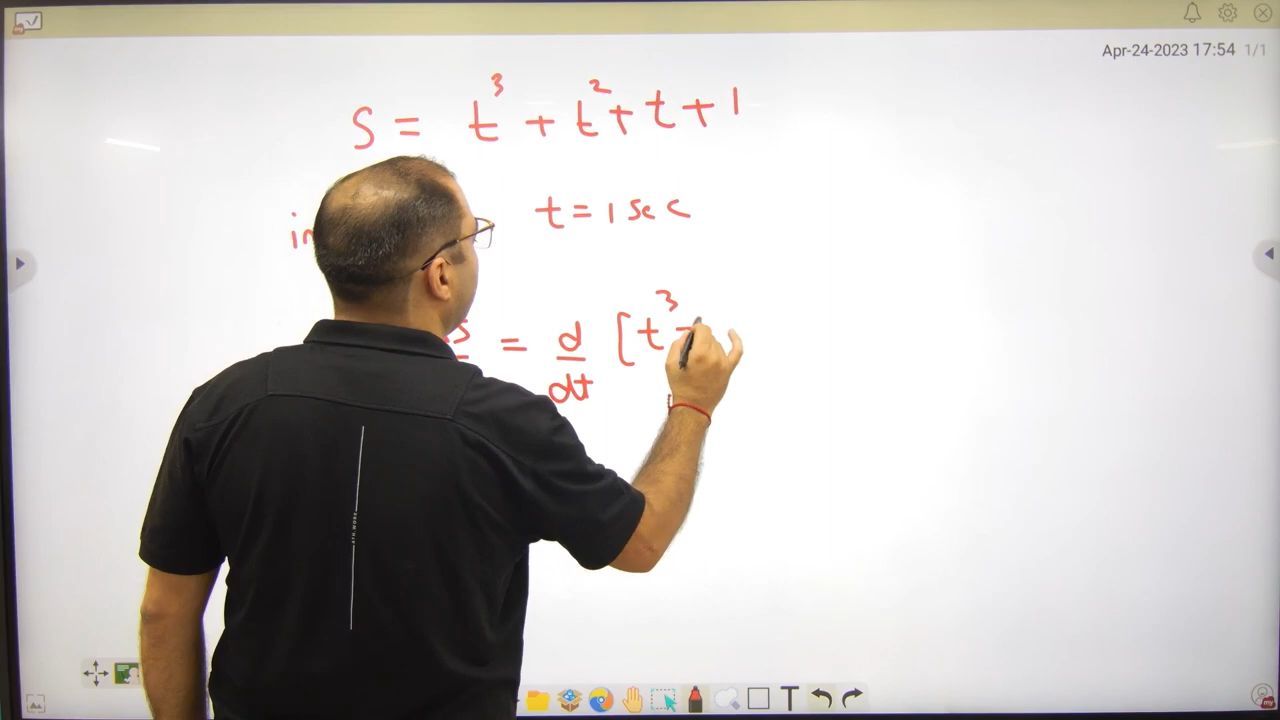 Apr-24-2023 17:54 1/1
S = t³ + t² + t + 1
t = 1 sec
= d/dt [t³